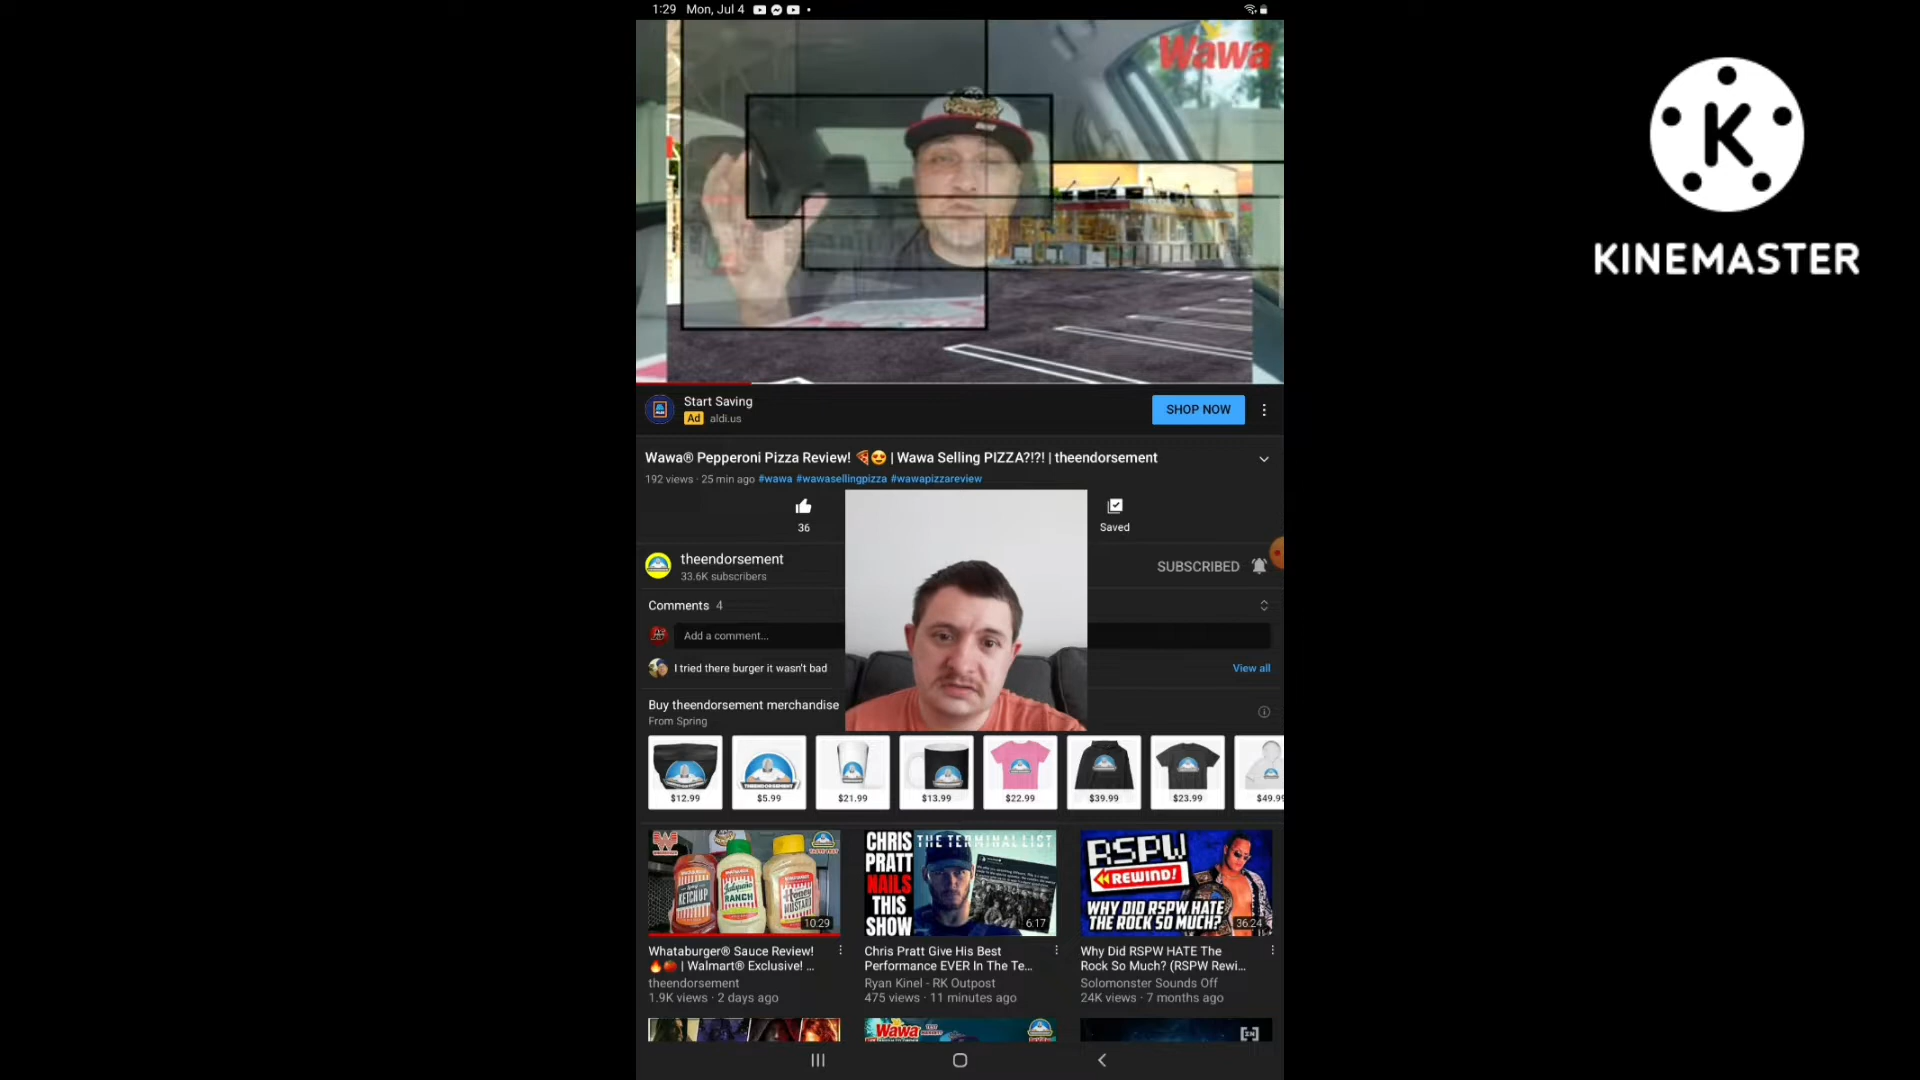 1:29 Mon, Jul 4
Wawa
K
KINEMASTER
Start Saving
Ad aldi.us
SHOP NOW
Wawa® Pepperoni Pizza Review! 🍕😍 | Wawa Selling PIZZA?!?! | theendorsement
192 views · 25 min ago #wawa #wawasellingpizza #wawapizzareview
36
Saved
theendorsement
33.6K subscribers
SUBSCRIBED
Comments 4
Add a comment...
I tried there burger it wasn't bad
View all
Buy theendorsement merchandise
From Spring
$12.99
$5.99
$21.99
$13.99
$22.99
$39.99
$23.99
$49.99
KETCHUP
RANCH
Honey
MUSTARD
10:29
CHRIS
PRATT
NAILS
THIS
SHOW
THE TERMINAL LIST
6:17
RSPW
REWIND!
WHY DID RSPW HATE
THE ROCK SO MUCH?
36:24
Whataburger® Sauce Review!
🔥🍅 | Walmart® Exclusive! ...
theendorsement
1.9K views · 2 days ago
Chris Pratt Give His Best
Performance EVER In The Te...
Ryan Kinel - RK Outpost
475 views · 11 minutes ago
Why Did RSPW HATE The
Rock So Much? (RSPW Rewi...
Solomonster Sounds Off
24K views · 7 months ago
Wawa